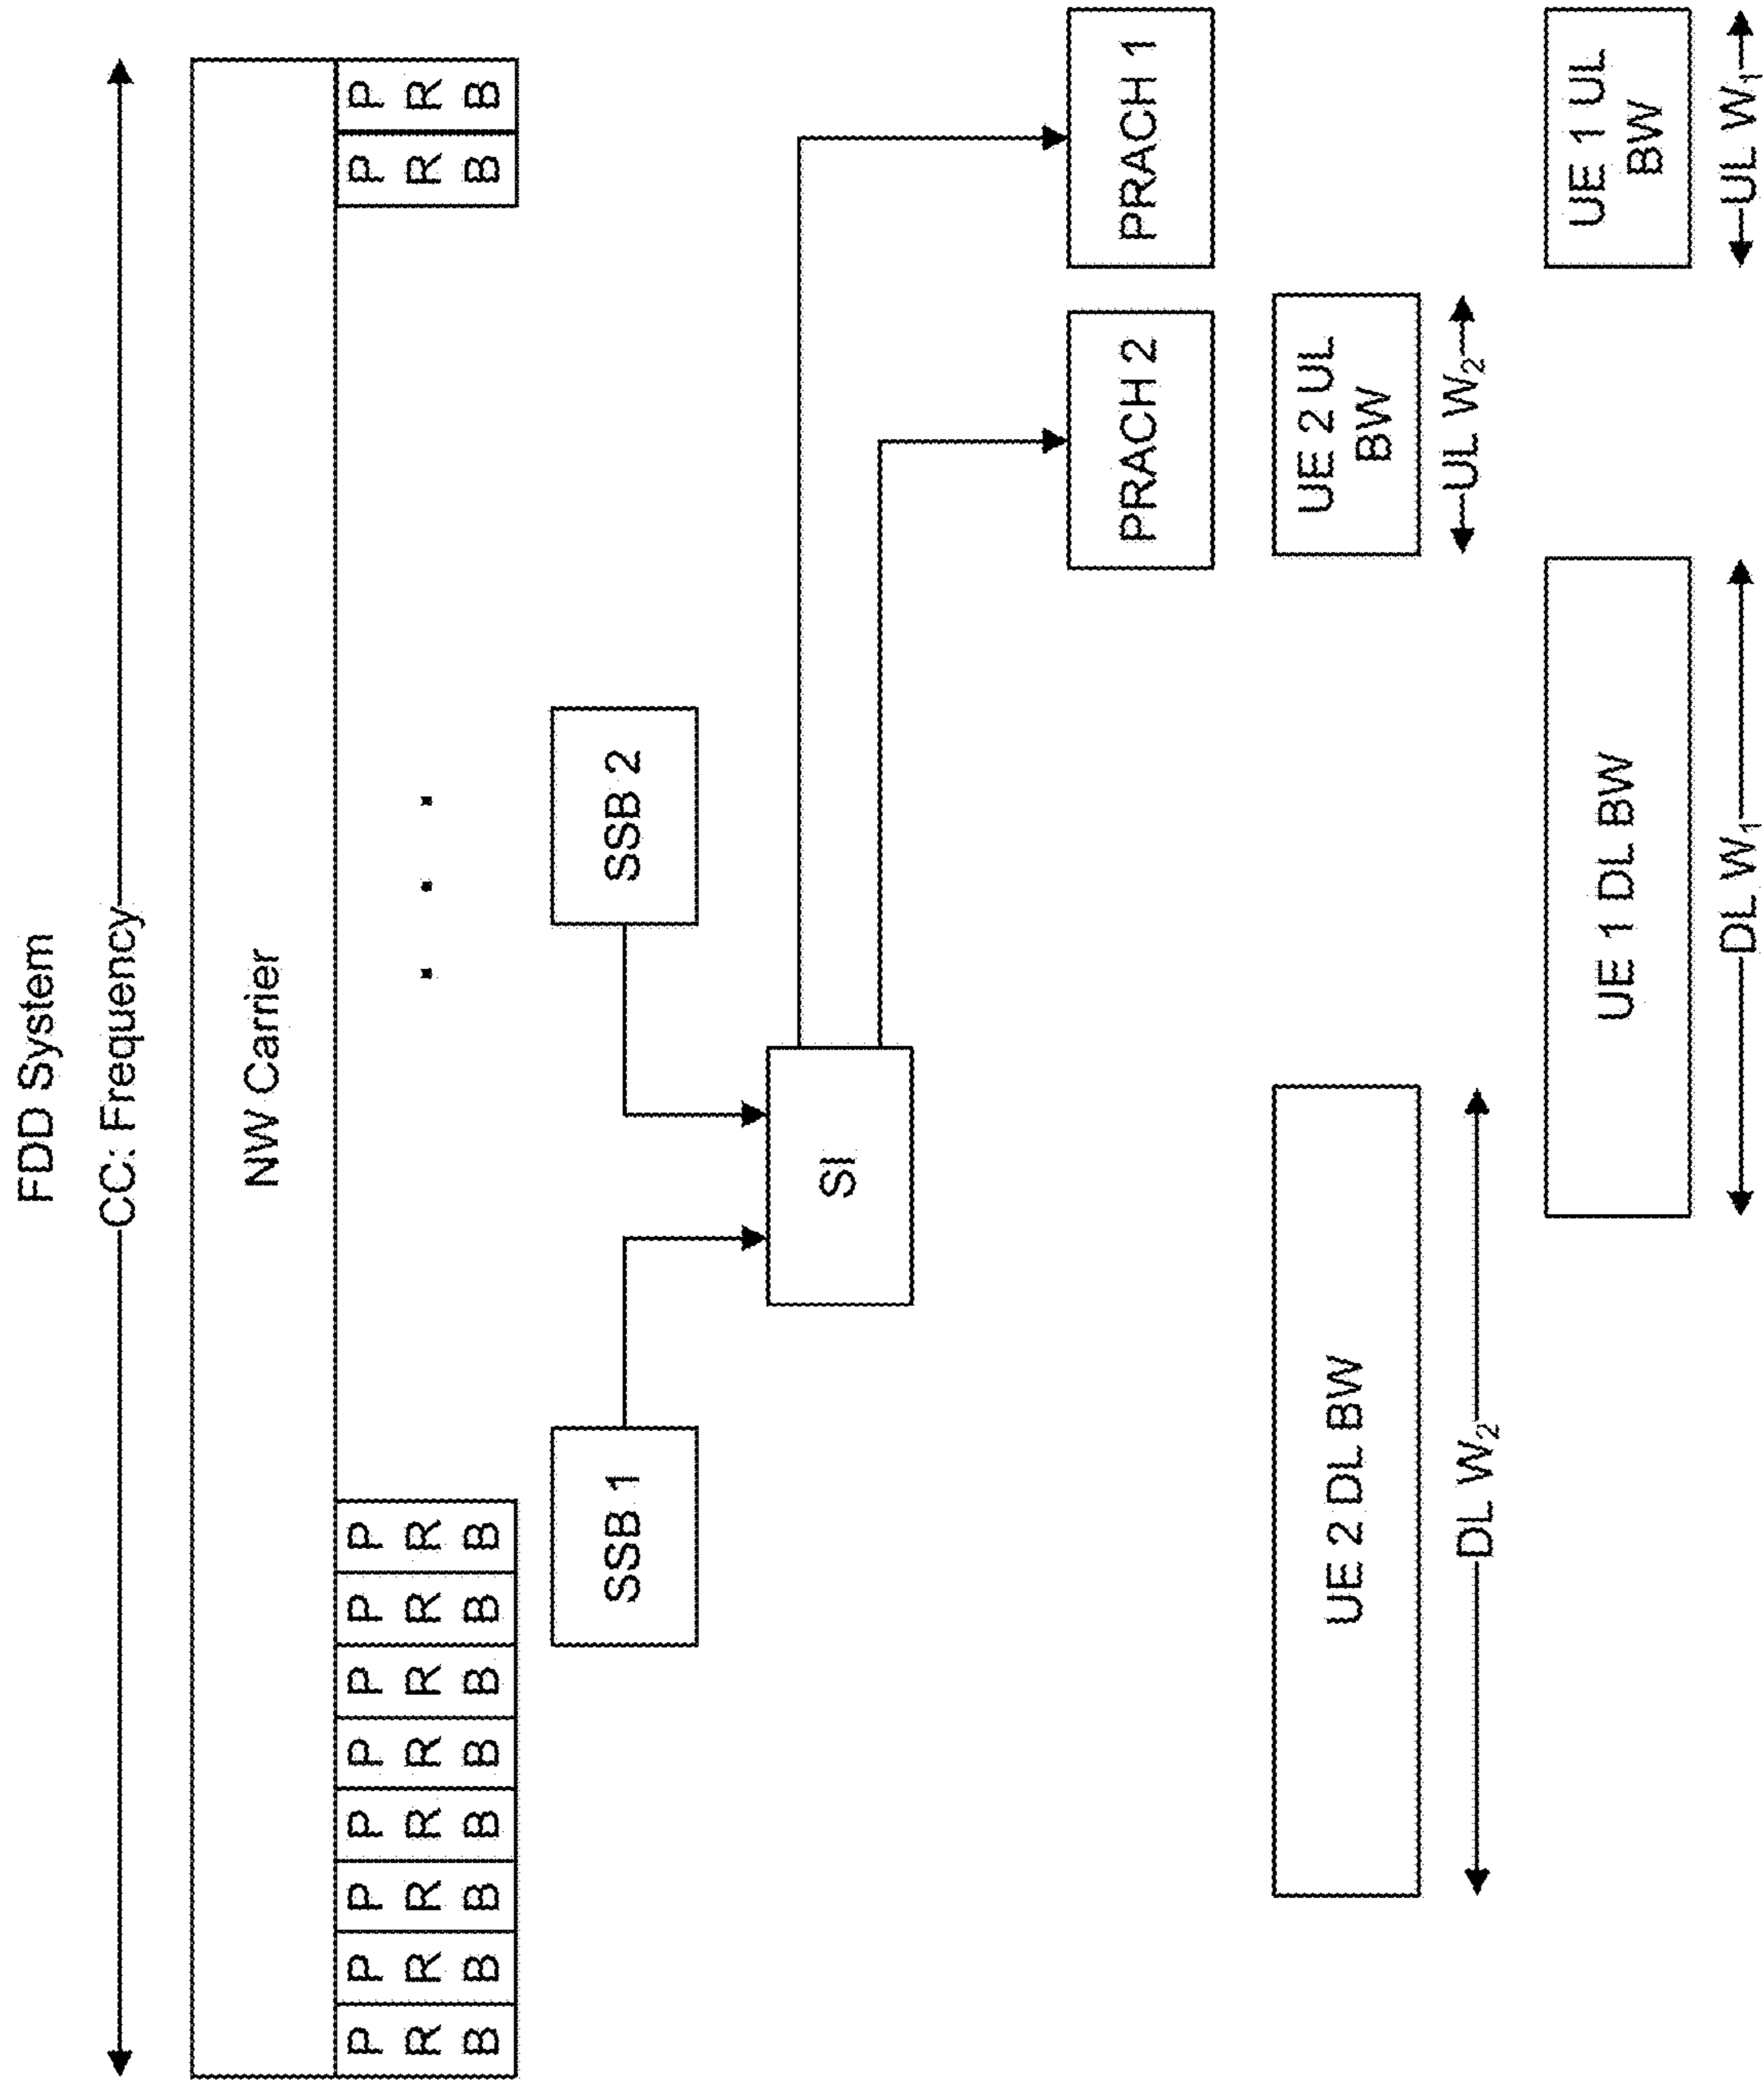 FDD System
CC: Frequency
NW Carrier
P R B
P R B
P R B
P R B
P R B
P R B
P R B
P R B
. . .
P R B
P R B
SSB 1
SSB 2
SI
PRACH 2
PRACH 1
UE 2 DL BW
UE 2 UL
BW
DL W₂
UL W₂
UE 1 DL BW
UE 1 UL
BW
DL W₁
UL W₁